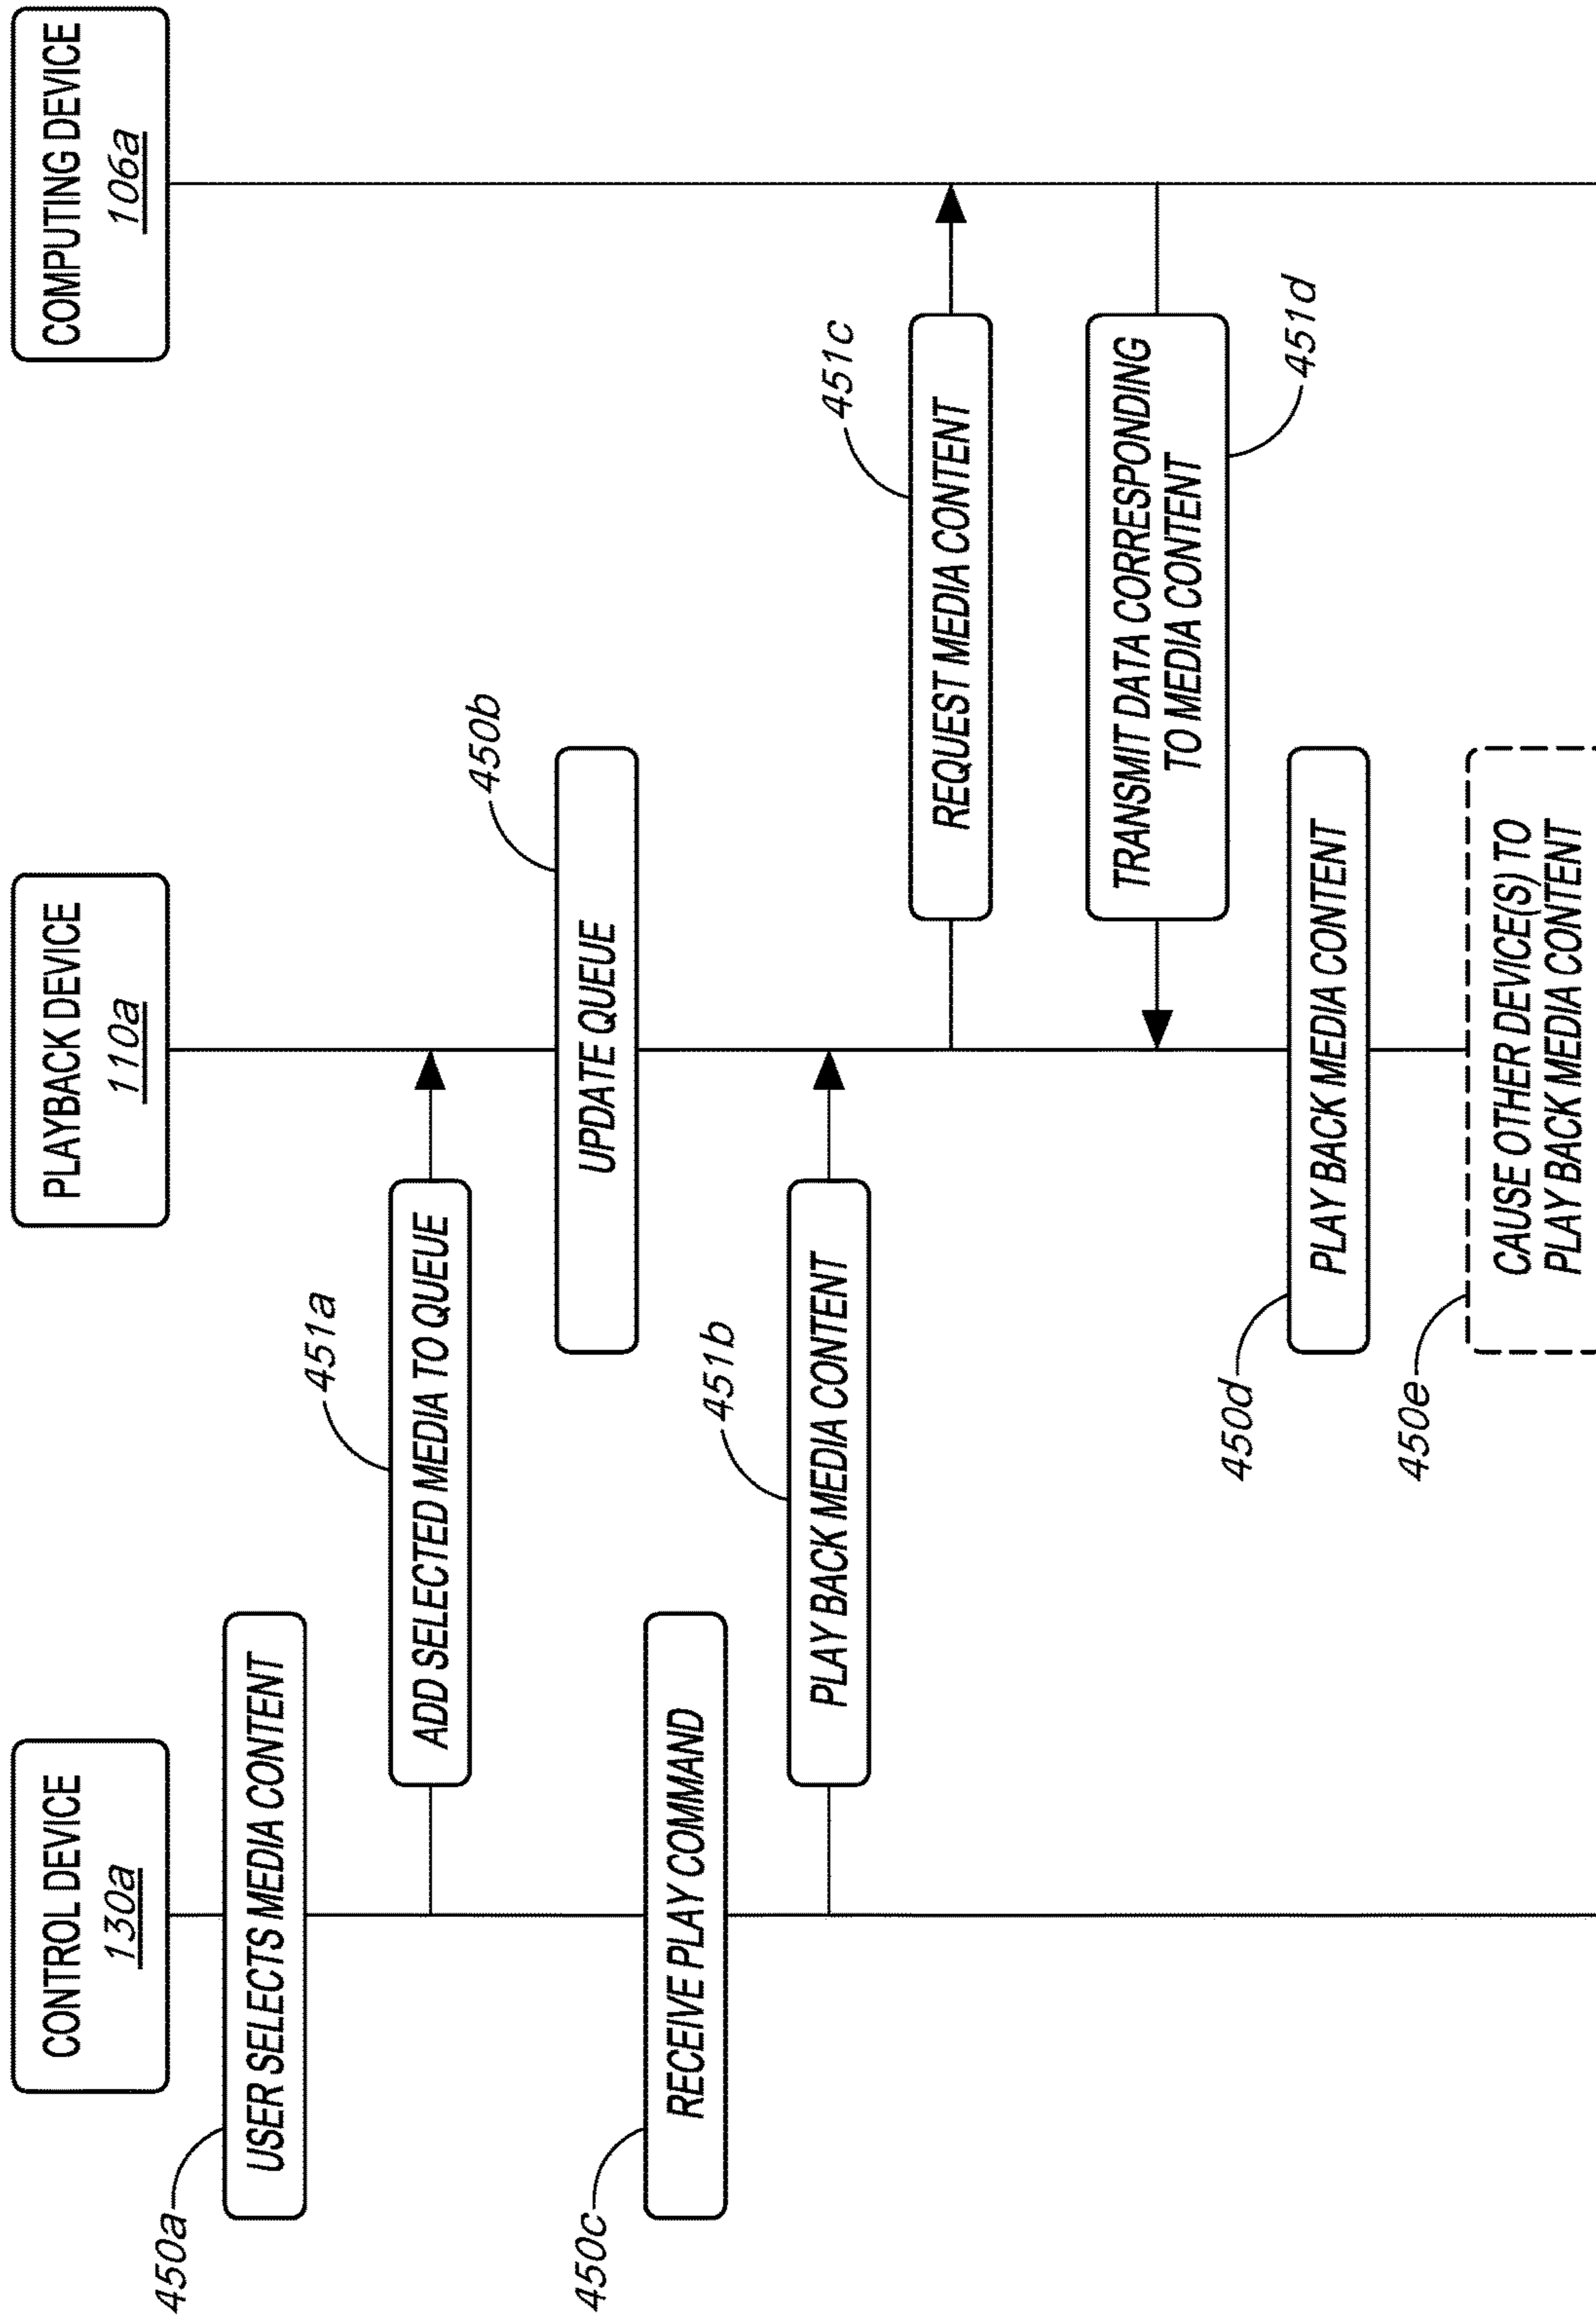 CONTROL DEVICE
130a
PLAYBACK DEVICE
110a
COMPUTING DEVICE
106a
450a
USER SELECTS MEDIA CONTENT
451a
ADD SELECTED MEDIA TO QUEUE
450b
UPDATE QUEUE
450c
RECEIVE PLAY COMMAND
451b
PLAY BACK MEDIA CONTENT
451c
REQUEST MEDIA CONTENT
TRANSMIT DATA CORRESPONDING
TO MEDIA CONTENT
451d
450d
PLAY BACK MEDIA CONTENT
450e
CAUSE OTHER DEVICE(S) TO
PLAY BACK MEDIA CONTENT